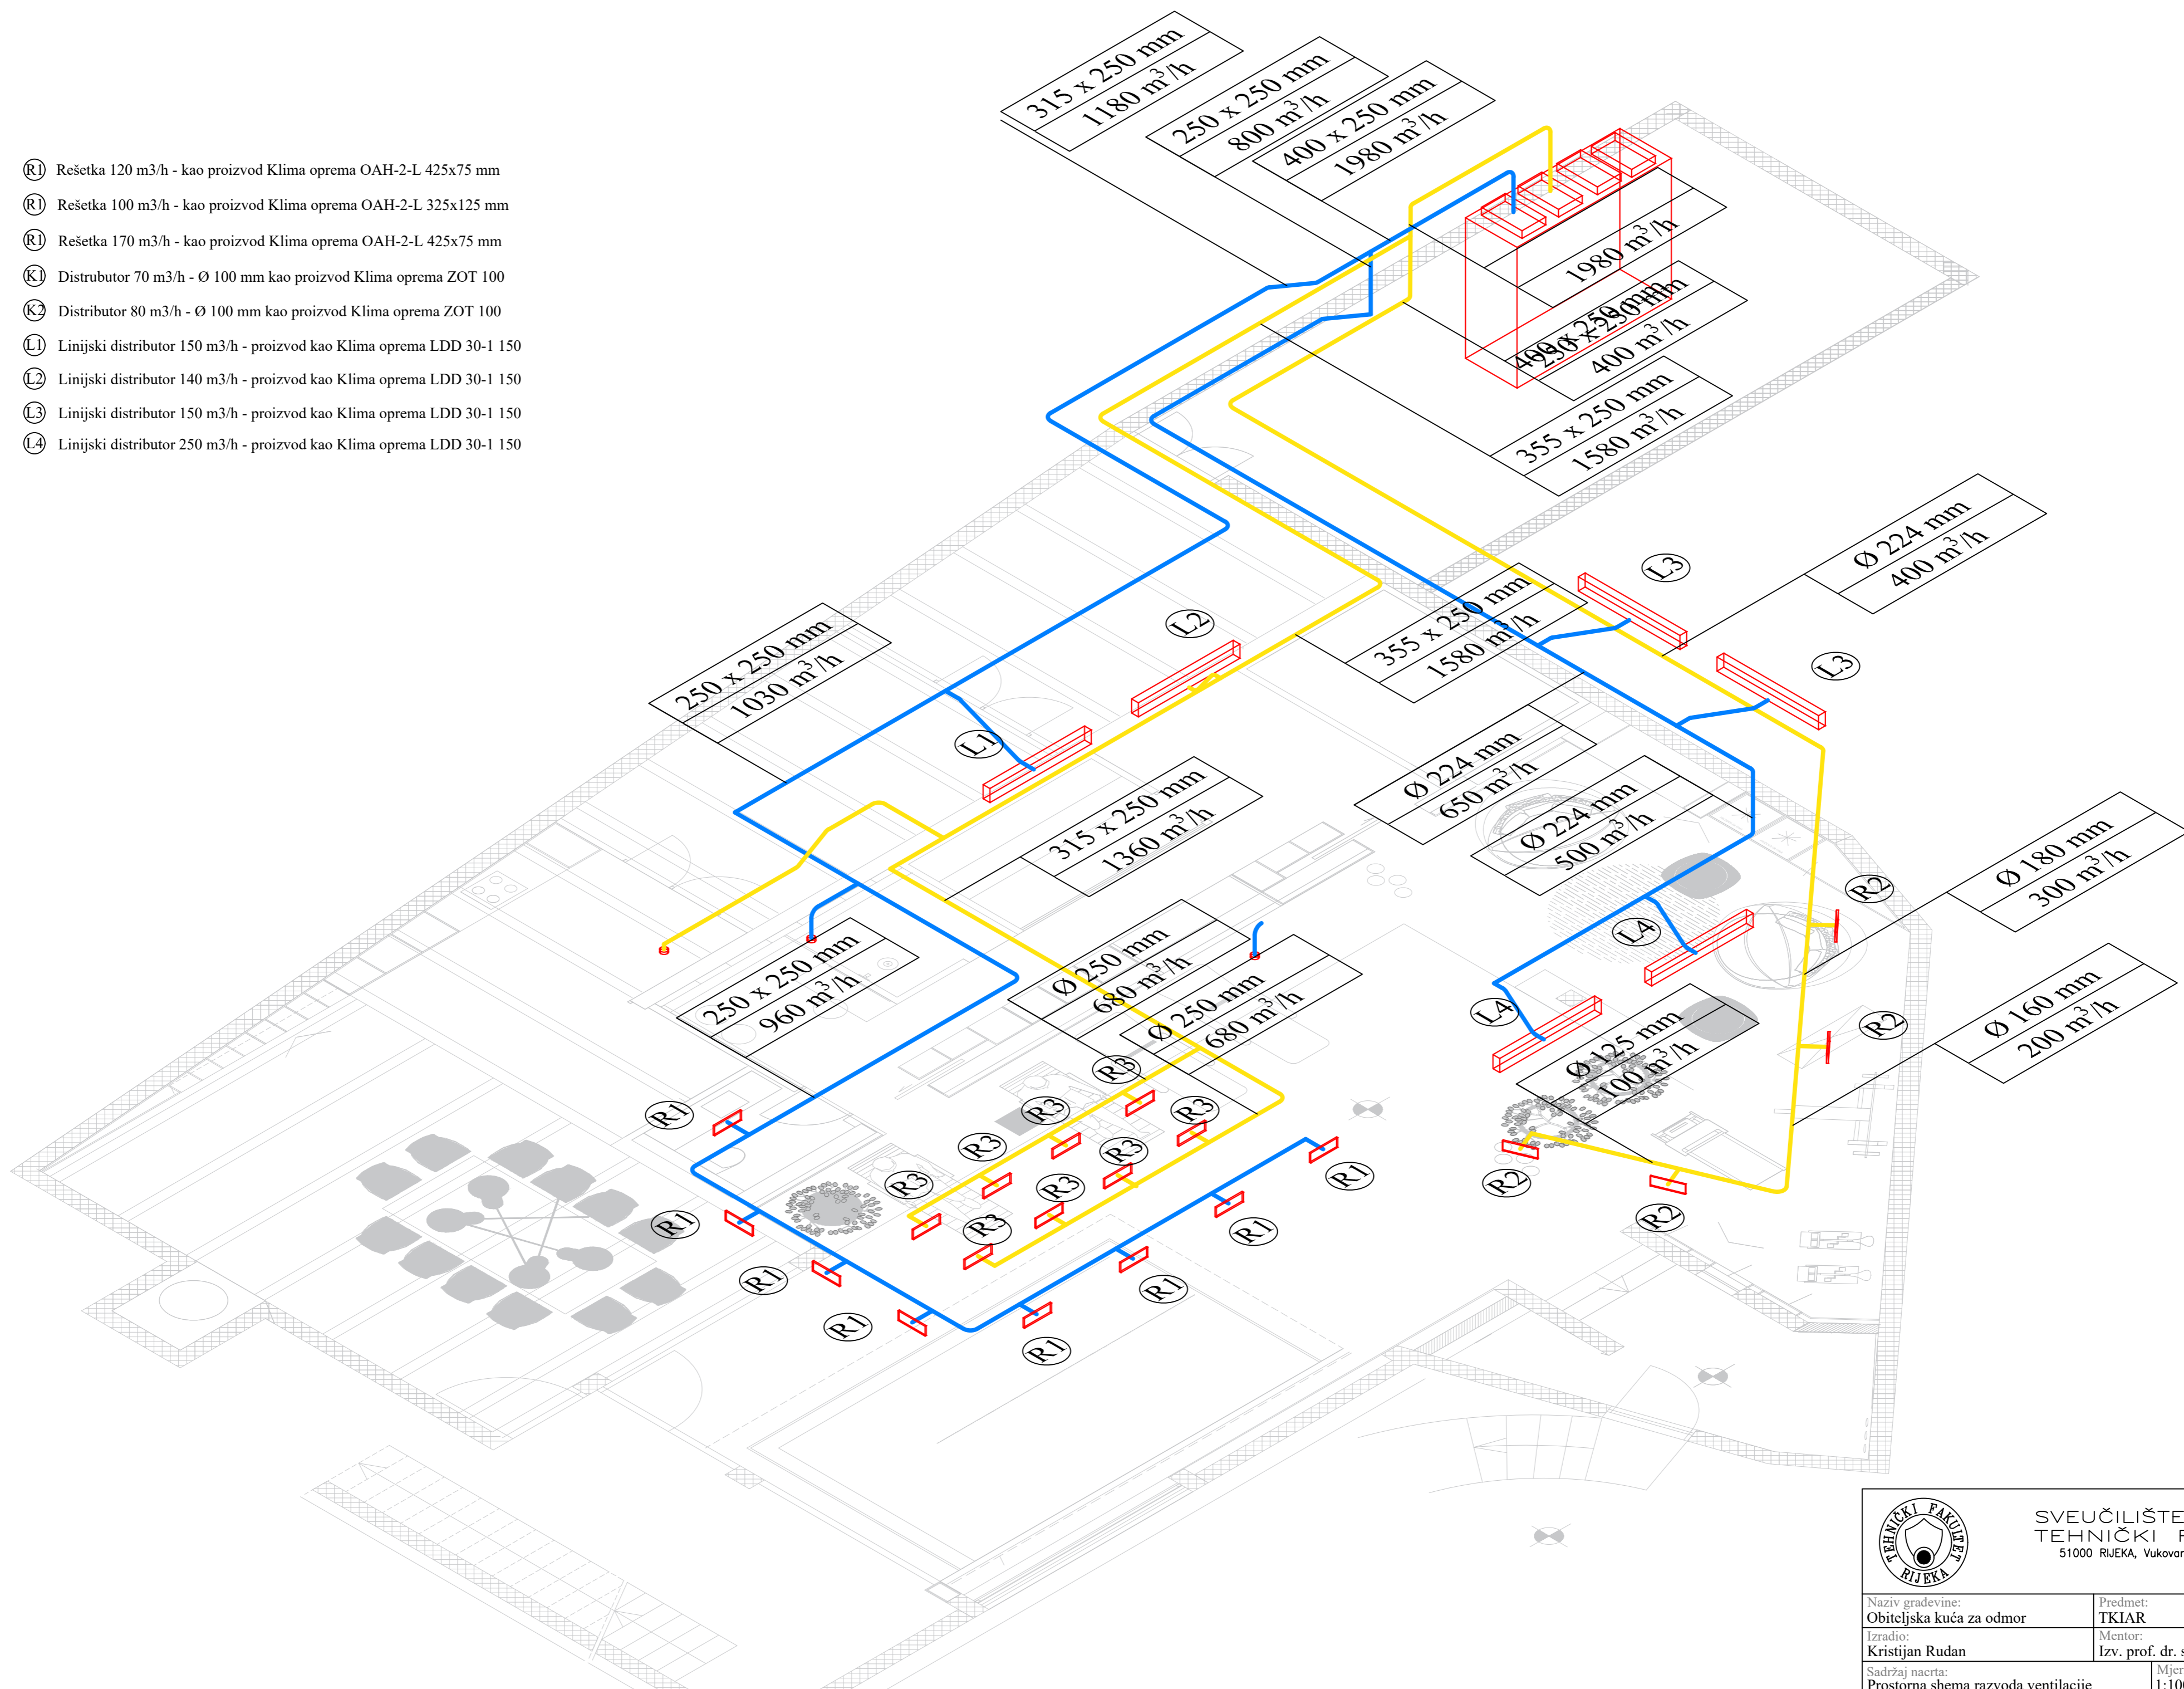 315 x 250 mm
1180 m³/h
250 x 250 mm
800 m³/h
400 x 250 mm
1980 m³/h
R1 Rešetka 120 m3/h - kao proizvod Klima oprema OAH-2-L 425x75 mm
R1 Rešetka 100 m3/h - kao proizvod Klima oprema OAH-2-L 325x125 mm
R1 Rešetka 170 m3/h - kao proizvod Klima oprema OAH-2-L 425x75 mm
K1 Distrubutor 70 m3/h - Ø 100 mm kao proizvod Klima oprema ZOT 100
K2 Distributor 80 m3/h - Ø 100 mm kao proizvod Klima oprema ZOT 100
L1 Linijski distributor 150 m3/h - proizvod kao Klima oprema LDD 30-1 150
L2 Linijski distributor 140 m3/h - proizvod kao Klima oprema LDD 30-1 150
L3 Linijski distributor 150 m3/h - proizvod kao Klima oprema LDD 30-1 150
L4 Linijski distributor 250 m3/h - proizvod kao Klima oprema LDD 30-1 150
1980 m³/h
400 x 250 mm
250 x 250 mm
400 m³/h
355 x 250 mm
1580 m³/h
Ø 224 mm
400 m³/h
L3
L2
355 x 250 mm
1580 m³/h
250 x 250 mm
1030 m³/h
L3
L1
Ø 224 mm
650 m³/h
315 x 250 mm
1360 m³/h
Ø 224 mm
500 m³/h
Ø 180 mm
300 m³/h
R2
L4
250 x 250 mm
960 m³/h
Ø 250 mm
680 m³/h
Ø 250 mm
680 m³/h
L4
R2
Ø 160 mm
200 m³/h
Ø 125 mm
100 m³/h
R3
R1
R3
R3
R3
R3
R3
R3
R3
R1
R2
R2
R1
R1
R1
R1
R1
R1
TEHNIČKI FAKULTET
RIJEKA
SVEUČILIŠTE
TEHNIČKI
51000 RIJEKA, Vukovar
Naziv građevine:
Obiteljska kuća za odmor
Predmet:
TKIAR
Izradio:
Kristijan Rudan
Mentor:
Izv. prof. dr. s
Sadržaj nacrta:
Prostorna shema razvoda ventilacije
Mjer
1:10